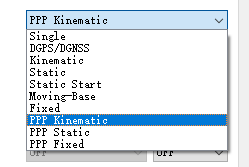 PPP Kinematic
Single
DGPS/DGNSS
Kinematic
Static
Static Start
Moving-Base
Fixed
PPP Kinematic
PPP Static
PPP Fixed